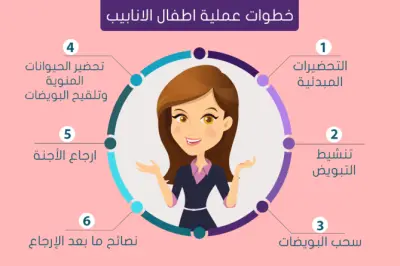 خطوات عملية اطفال الانابيب
1
التحضيرات
المبدئية
2
تنشيط
التبويض
3
سحب البويضات
4
تحضير الحيوانات
المنوية
وتلقيح البويضات
5
ارجاع الأجنة
6
نصائح ما بعد الإرجاع